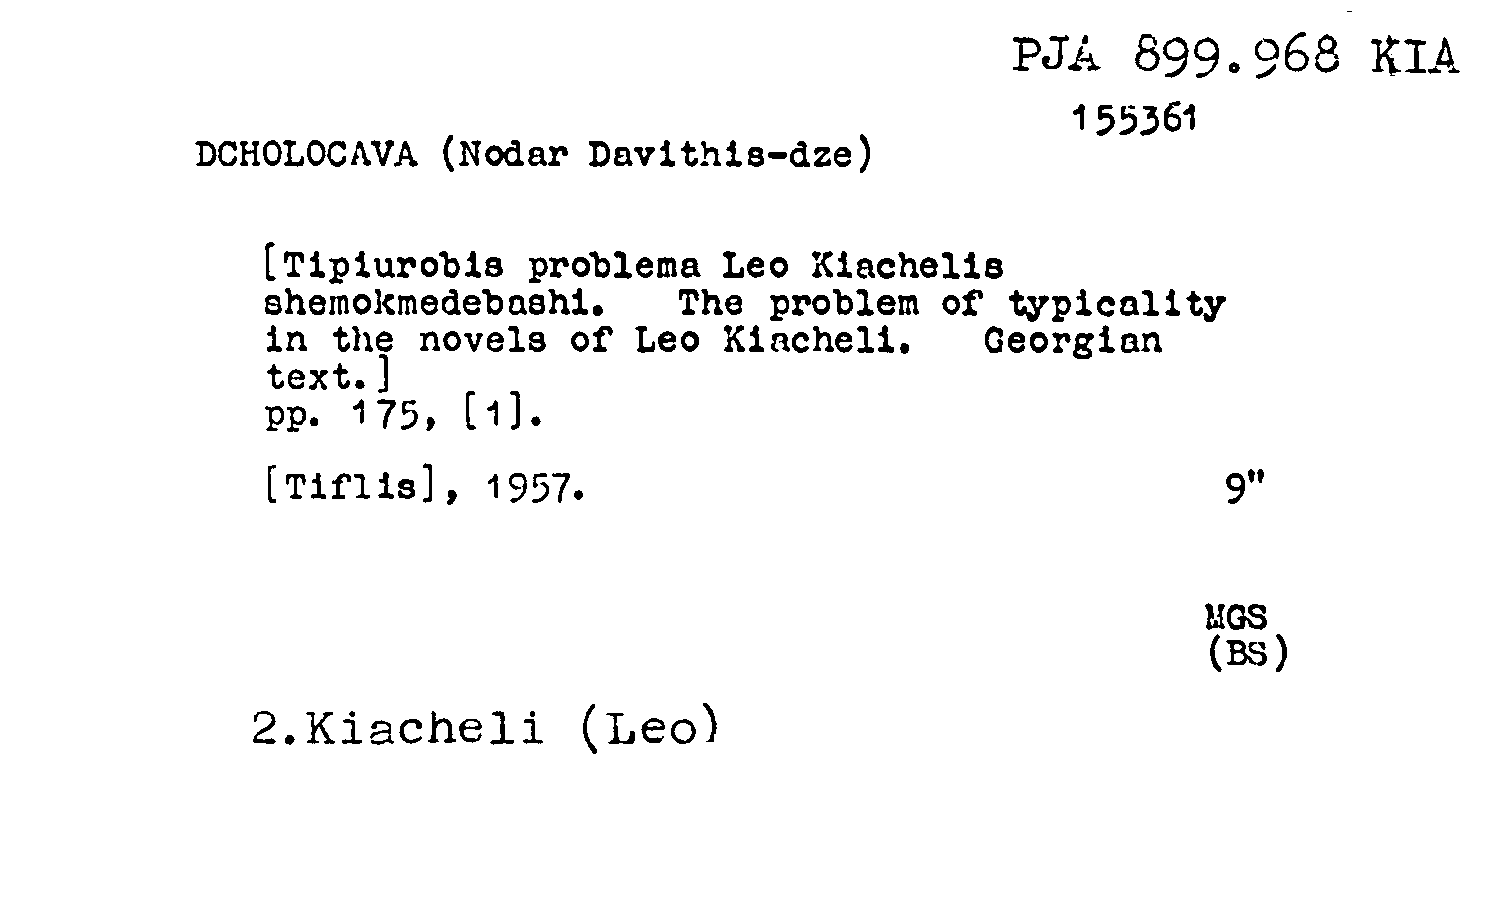 PJA 899.968 KIA
155361
DCHOLOCAVA (Nodar Davithis-dze)
[Tipiurobis problema Leo Kiachelis
shemokmedebashi. The problem of typicality
in the novels of Leo Kiacheli. Georgian
text.]
pp. 175, [1].
[Tiflis], 1957. 9"
MGS
(BS)
2.Kiacheli (Leo)